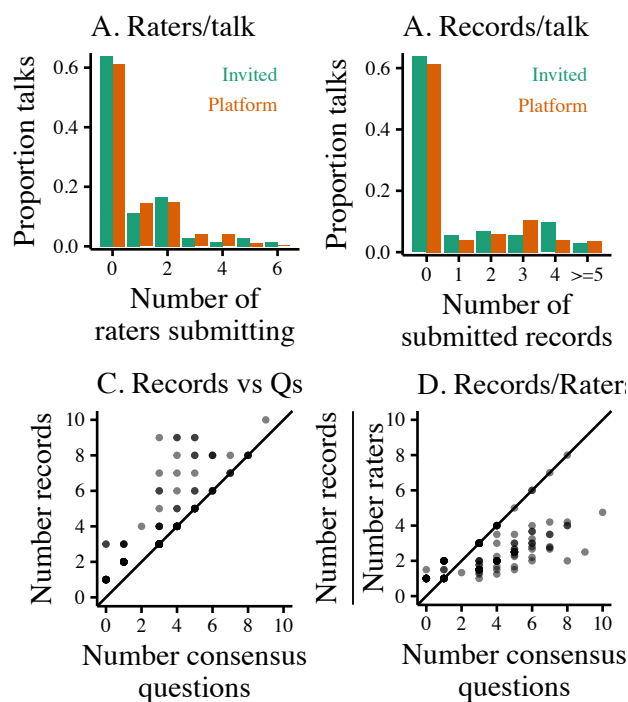 A. Raters/talk
Proportion talks
0.6
0.4
0.2
0.0
Invited
Platform
0 2 4 6
Number of
raters submitting
A. Records/talk
Proportion talks
0.6
0.4
0.2
0.0
Invited
Platform
0 1 2 3 4 >=5
Number of
submitted records
C. Records vs Qs
Number records
10
8
6
4
2
0
0 2 4 6 8 10
Number consensus
questions
D. Records/Raters
Number records
Number raters
10
8
6
4
2
0
0 2 4 6 8 10
Number consensus
questions